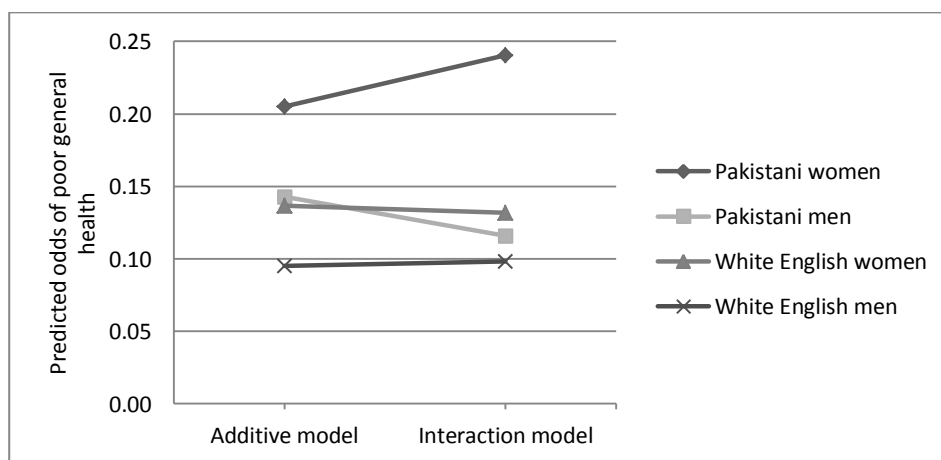 Predicted odds of poor general
health
0.25
0.20
0.15
0.10
0.05
0.00
Additive model
Interaction model
Pakistani women
Pakistani men
White English women
White English men